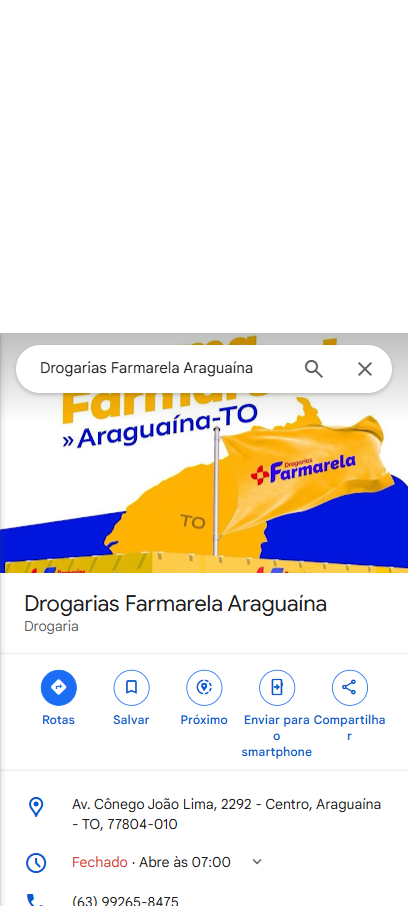 Drogarias Farmarela Araguaína
» Araguaína-TO
Drogarias
Farmarela
TO
Drogarias Farmarela Araguaína
Drogaria
Rotas
Salvar
Próximo
Enviar para o smartphone
Compartilhar
Av. Cônego João Lima, 2292 - Centro, Araguaína
- TO, 77804-010
Fechado · Abre às 07:00
(63) 99265-8475